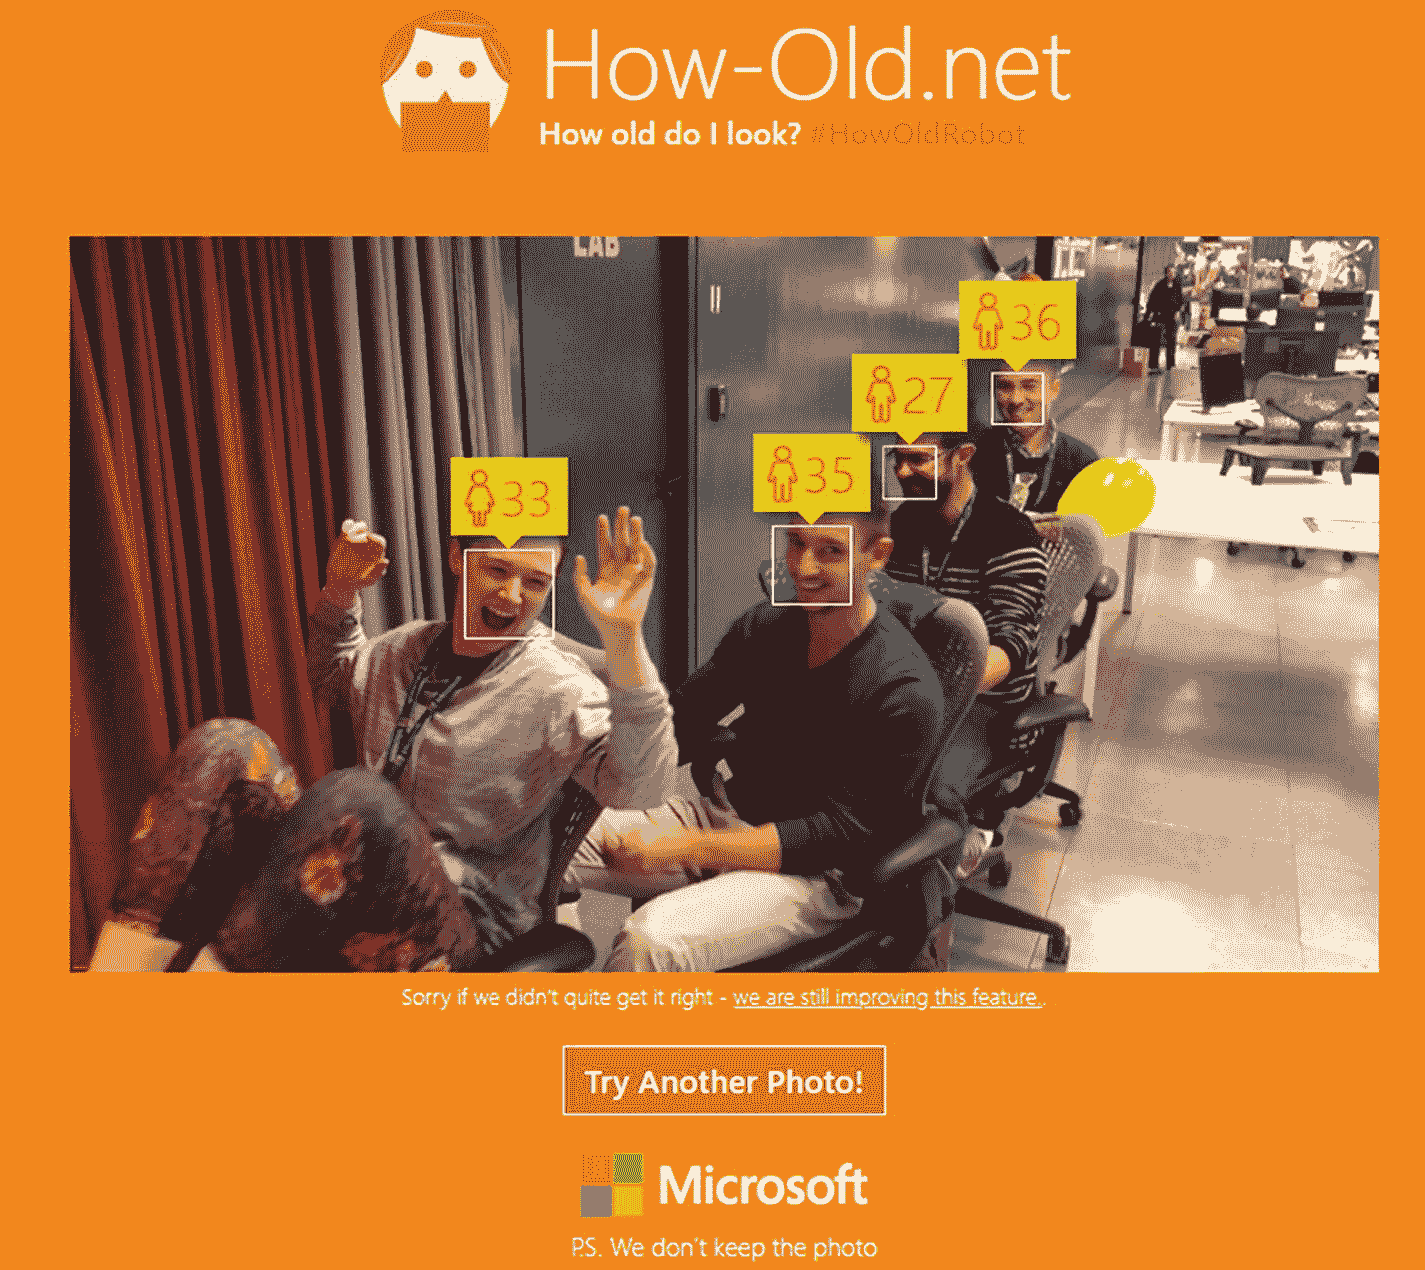 How-Old.net
How old do I look? #HowOldRobot
LAB
36
27
35
33
Sorry if we didn't quite get it right - we are still improving this feature..
Try Another Photo!
Microsoft
P.S. We don't keep the photo